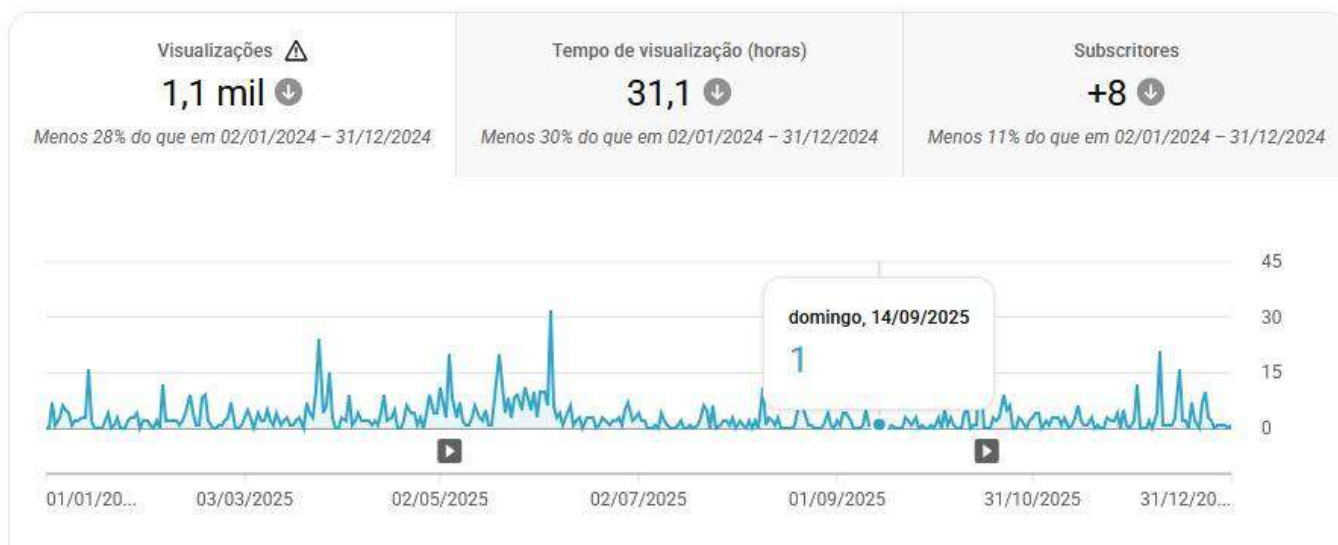 Visualizações
1,1 mil
Menos 28% do que em 02/01/2024 – 31/12/2024
Tempo de visualização (horas)
31,1
Menos 30% do que em 02/01/2024 – 31/12/2024
Subscritores
+8
Menos 11% do que em 02/01/2024 – 31/12/2024
45
30
15
0
domingo, 14/09/2025
1
01/01/20...
03/03/2025
02/05/2025
02/07/2025
01/09/2025
31/10/2025
31/12/20...